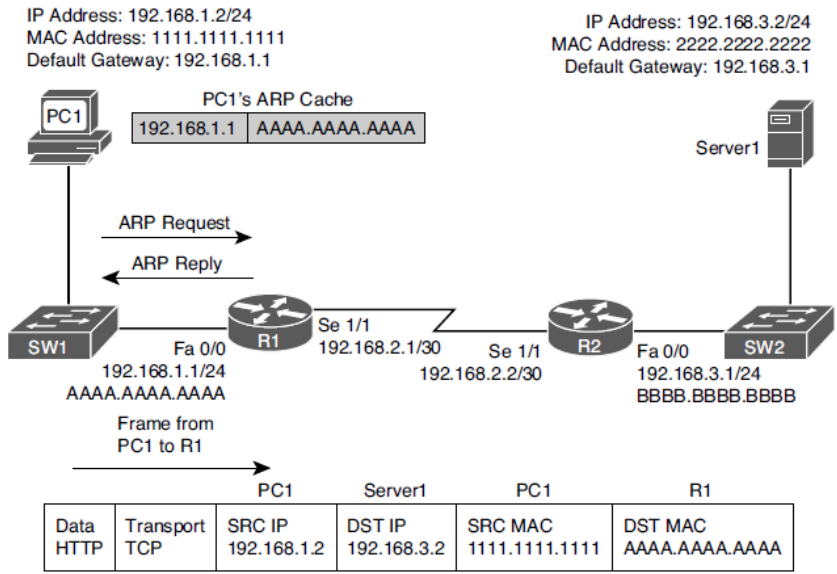 IP Address: 192.168.1.2/24
MAC Address: 1111.1111.1111
Default Gateway: 192.168.1.1
IP Address: 192.168.3.2/24
MAC Address: 2222.2222.2222
Default Gateway: 192.168.3.1
PC1
PC1's ARP Cache
192.168.1.1 AAAA.AAAA.AAAA
Server1
ARP Request
ARP Reply
SW1
R1
R2
SW2
Fa 0/0
192.168.1.1/24
AAAA.AAAA.AAAA
Se 1/1
192.168.2.1/30
Se 1/1
192.168.2.2/30
Fa 0/0
192.168.3.1/24
BBBB.BBBB.BBBB
Frame from
PC1 to R1
PC1 Server1 PC1 R1
Data Transport SRC IP DST IP SRC MAC DST MAC
HTTP TCP 192.168.1.2 192.168.3.2 1111.1111.1111 AAAA.AAAA.AAAA